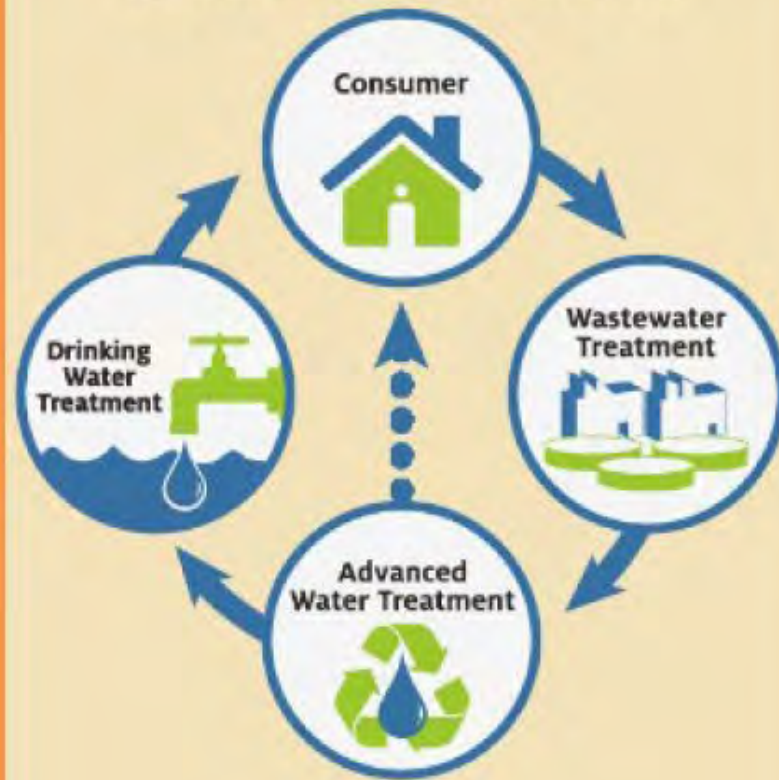 Consumer
Wastewater
Treatment
Advanced
Water Treatment
Drinking
Water
Treatment